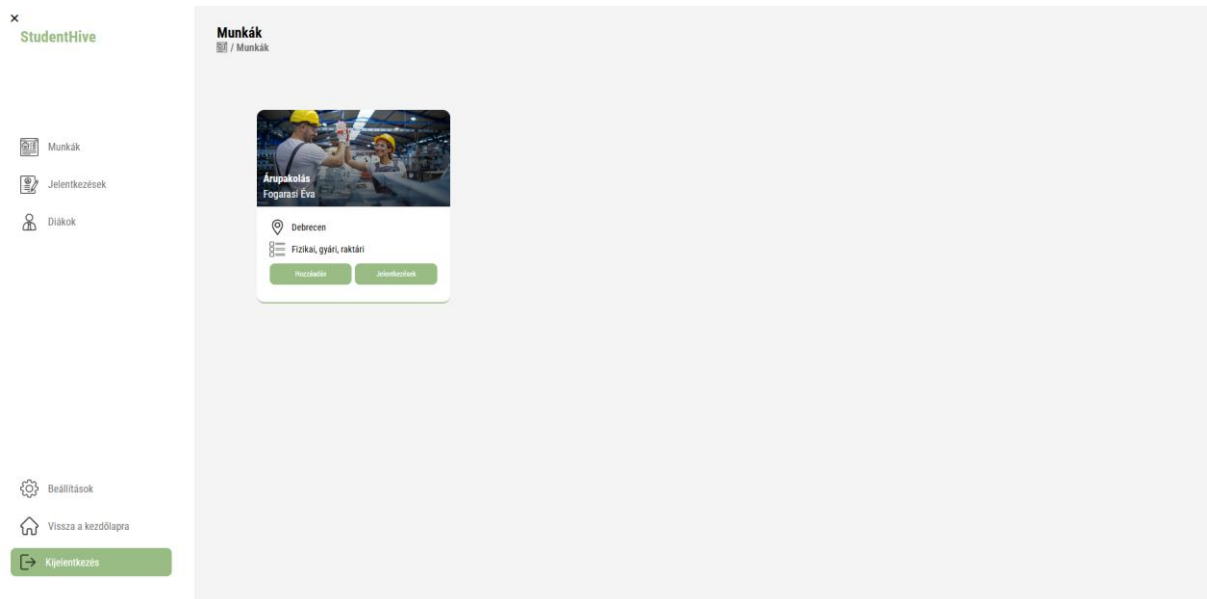 ×
StudentHive
Munkák
Jelentkezések
Diákok
Beállítások
Vissza a kezdőlapra
Kijelentkezés
Munkák
/ Munkák
Árupakolás
Fogarasi Éva
Debrecen
Fizikai, gyári, raktári
Hozzáadás
Jelentkezések